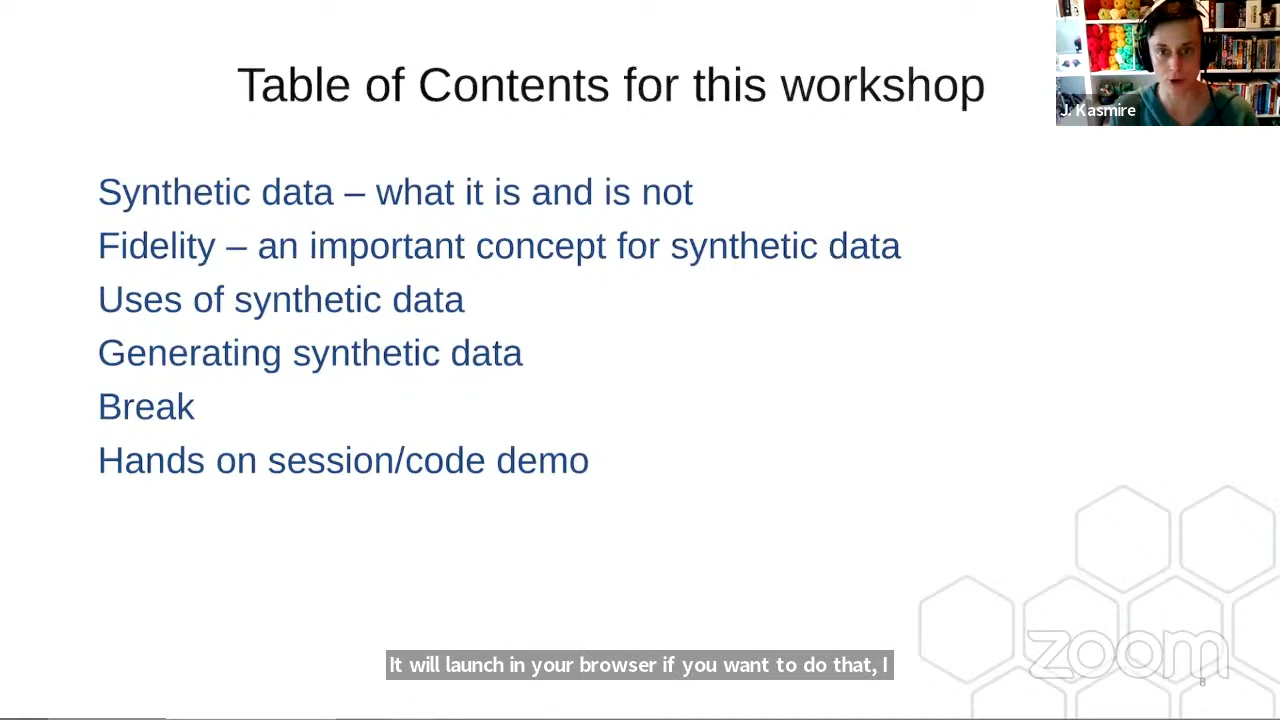 Table of Contents for this workshop
J. Kasmire
Synthetic data – what it is and is not
Fidelity – an important concept for synthetic data
Uses of synthetic data
Generating synthetic data
Break
Hands on session/code demo
zoom
8
It will launch in your browser if you want to do that, I